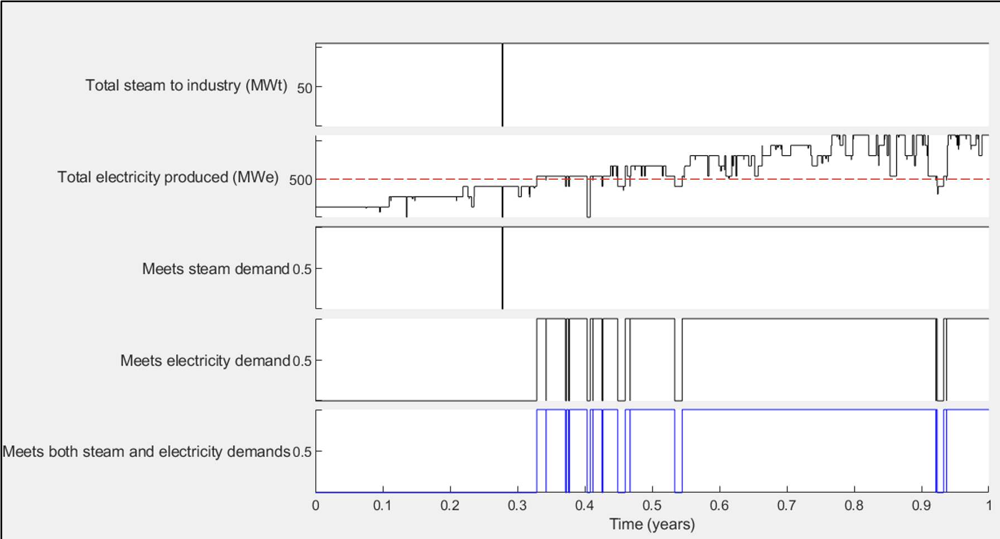 Total steam to industry (MWt) 50
Total electricity produced (MWe) 500
Meets steam demand 0.5
Meets electricity demand 0.5
Meets both steam and electricity demands 0.5
0 0.1 0.2 0.3 0.4 0.5 0.6 0.7 0.8 0.9 1
Time (years)